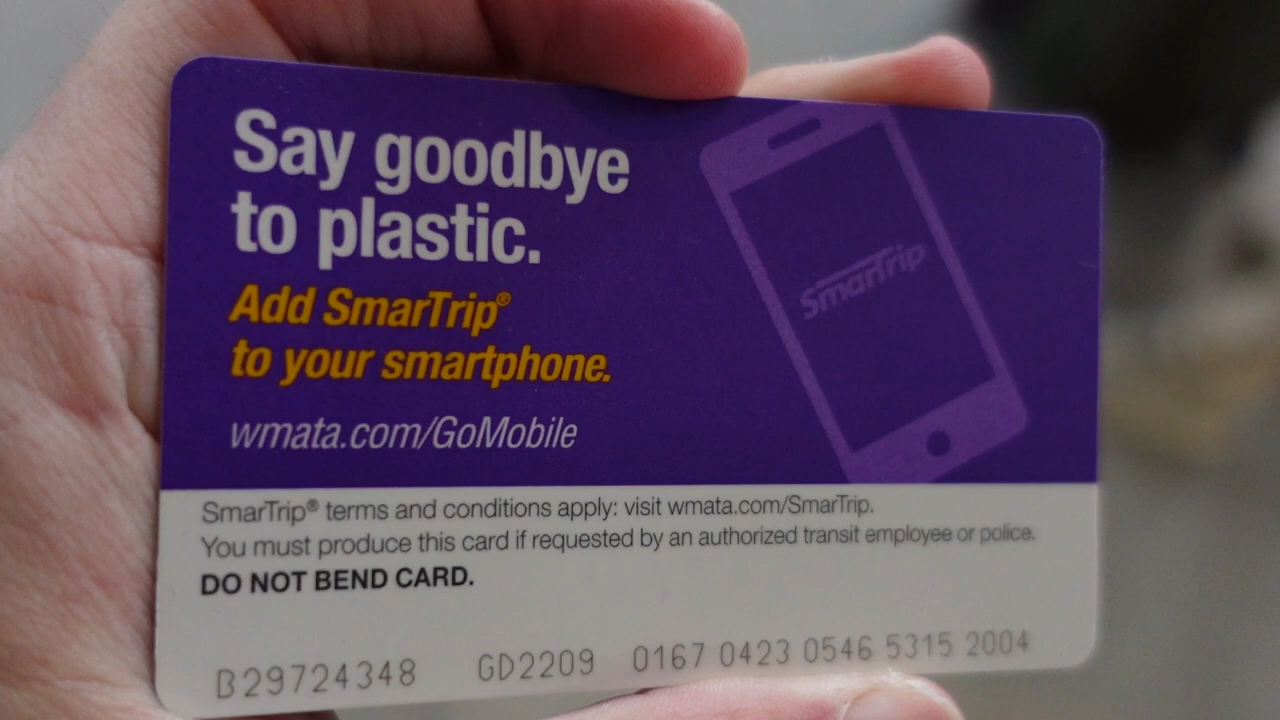 Say goodbye
to plastic.
Add SmarTrip®
to your smartphone.
wmata.com/GoMobile
SmarTrip
SmarTrip® terms and conditions apply: visit wmata.com/SmarTrip.
You must produce this card if requested by an authorized transit employee or police.
DO NOT BEND CARD.
B29724348 GD2209 0167 0423 0546 5315 2004